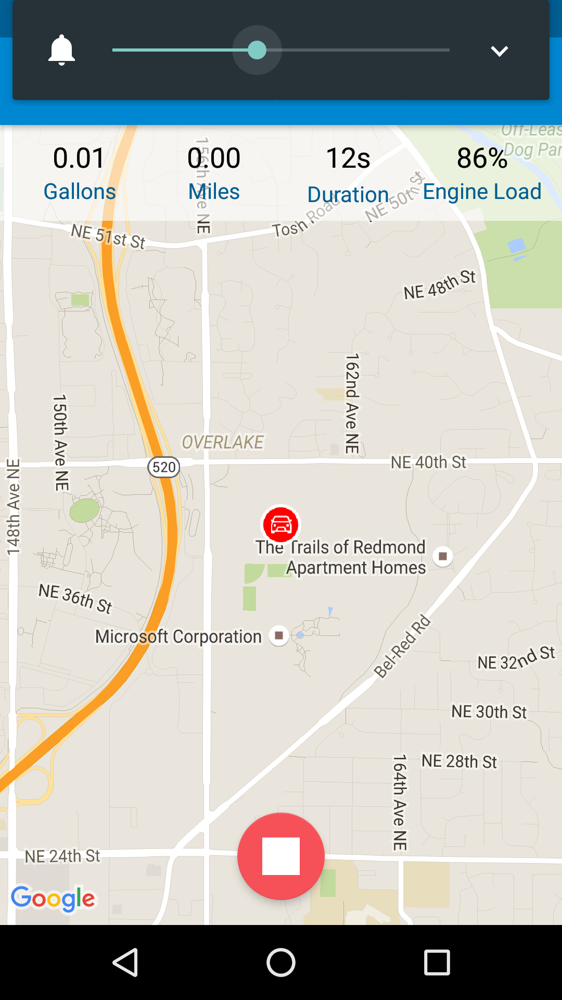 Off-Leas
Dog Par
0.01
0.00
12s
86%
Gallons
Miles
Duration
Engine Load
156th Ave NE
NE 50th St
Tosh Road
NE 51st St
NE 48th St
162nd Ave NE
150th Ave NE
OVERLAKE
NE 40th St
520
148th Ave NE
The Trails of Redmond
Apartment Homes
NE 36th St
Microsoft Corporation
Bel-Red Rd
NE 32nd St
NE 30th St
NE 28th St
164th Ave NE
NE 24th St
Google